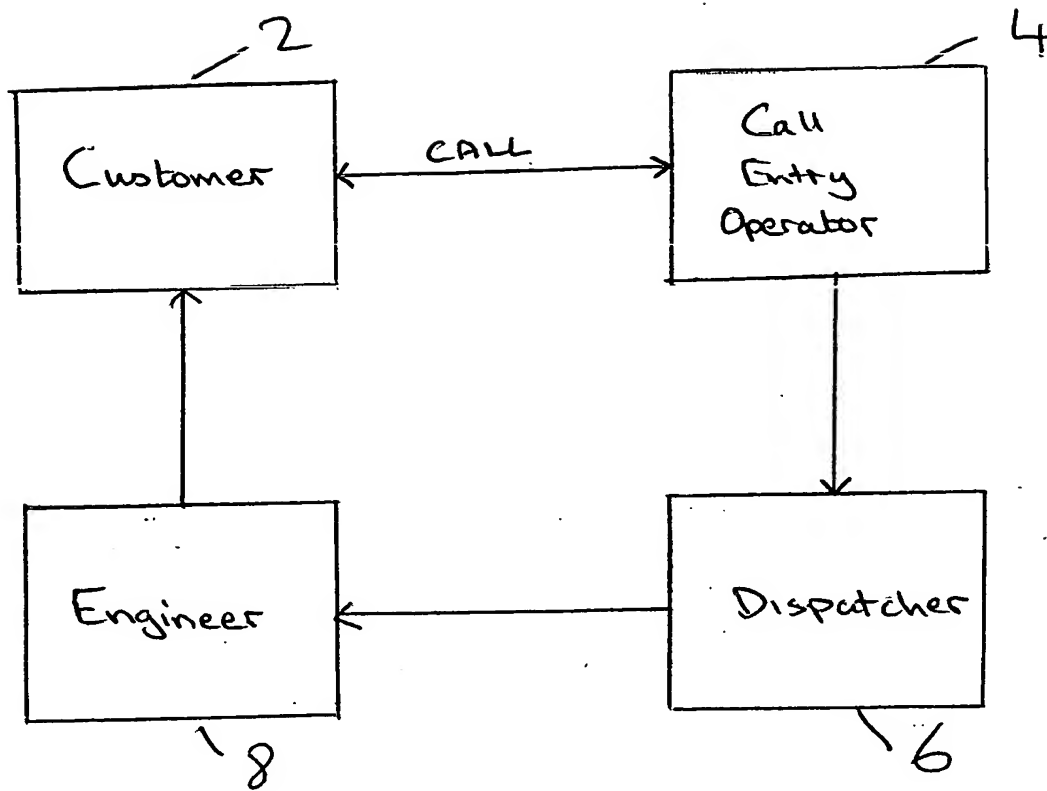 2
4
Customer
CALL
Call
Entry
Operator
Engineer
Dispatcher
8
6